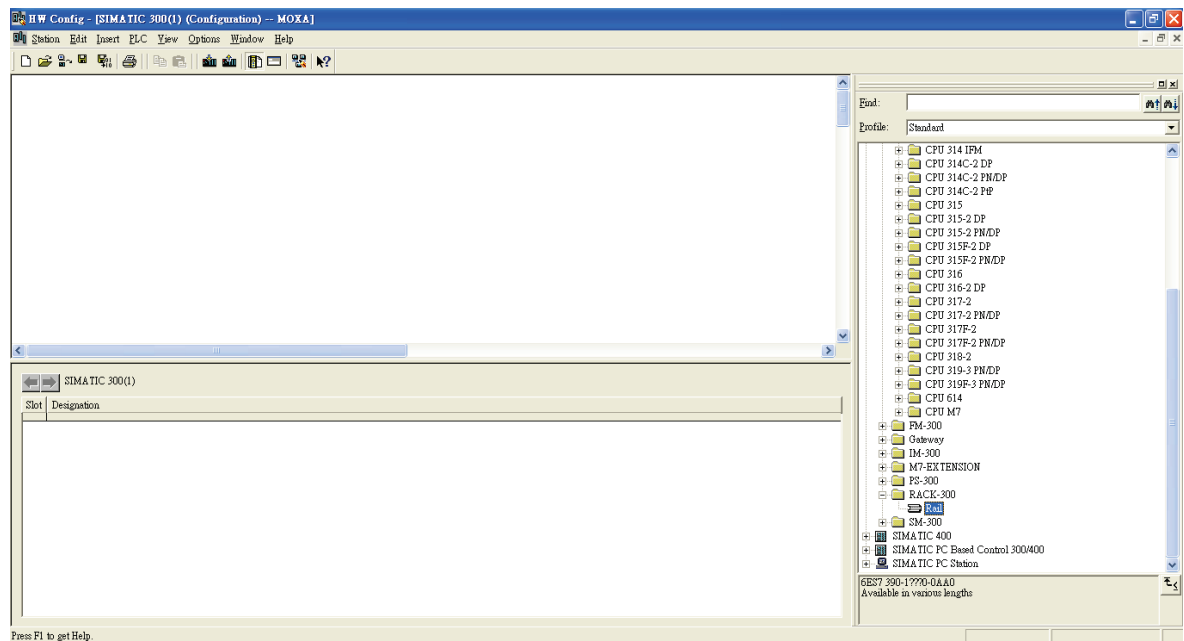 HW Config - [SIMATIC 300(1) (Configuration) -- MOXA]
Station Edit Insert PLC View Options Window Help
Find:
Profile: Standard
CPU 314 IFM
CPU 314C-2 DP
CPU 314C-2 PN/DP
CPU 314C-2 PtP
CPU 315
CPU 315-2 DP
CPU 315-2 PN/DP
CPU 315F-2 DP
CPU 315F-2 PN/DP
CPU 316
CPU 316-2 DP
CPU 317-2
CPU 317-2 PN/DP
CPU 317F-2
CPU 317F-2 PN/DP
CPU 318-2
CPU 319-3 PN/DP
CPU 319F-3 PN/DP
CPU 614
CPU M7
FM-300
Gateway
IM-300
M7-EXTENSION
PS-300
RACK-300
Rail
SM-300
SIMATIC 400
SIMATIC PC Based Control 300/400
SIMATIC PC Station
6ES7 390-1???0-0AA0
Available in various lengths
SIMATIC 300(1)
Slot Designation
Press F1 to get Help.